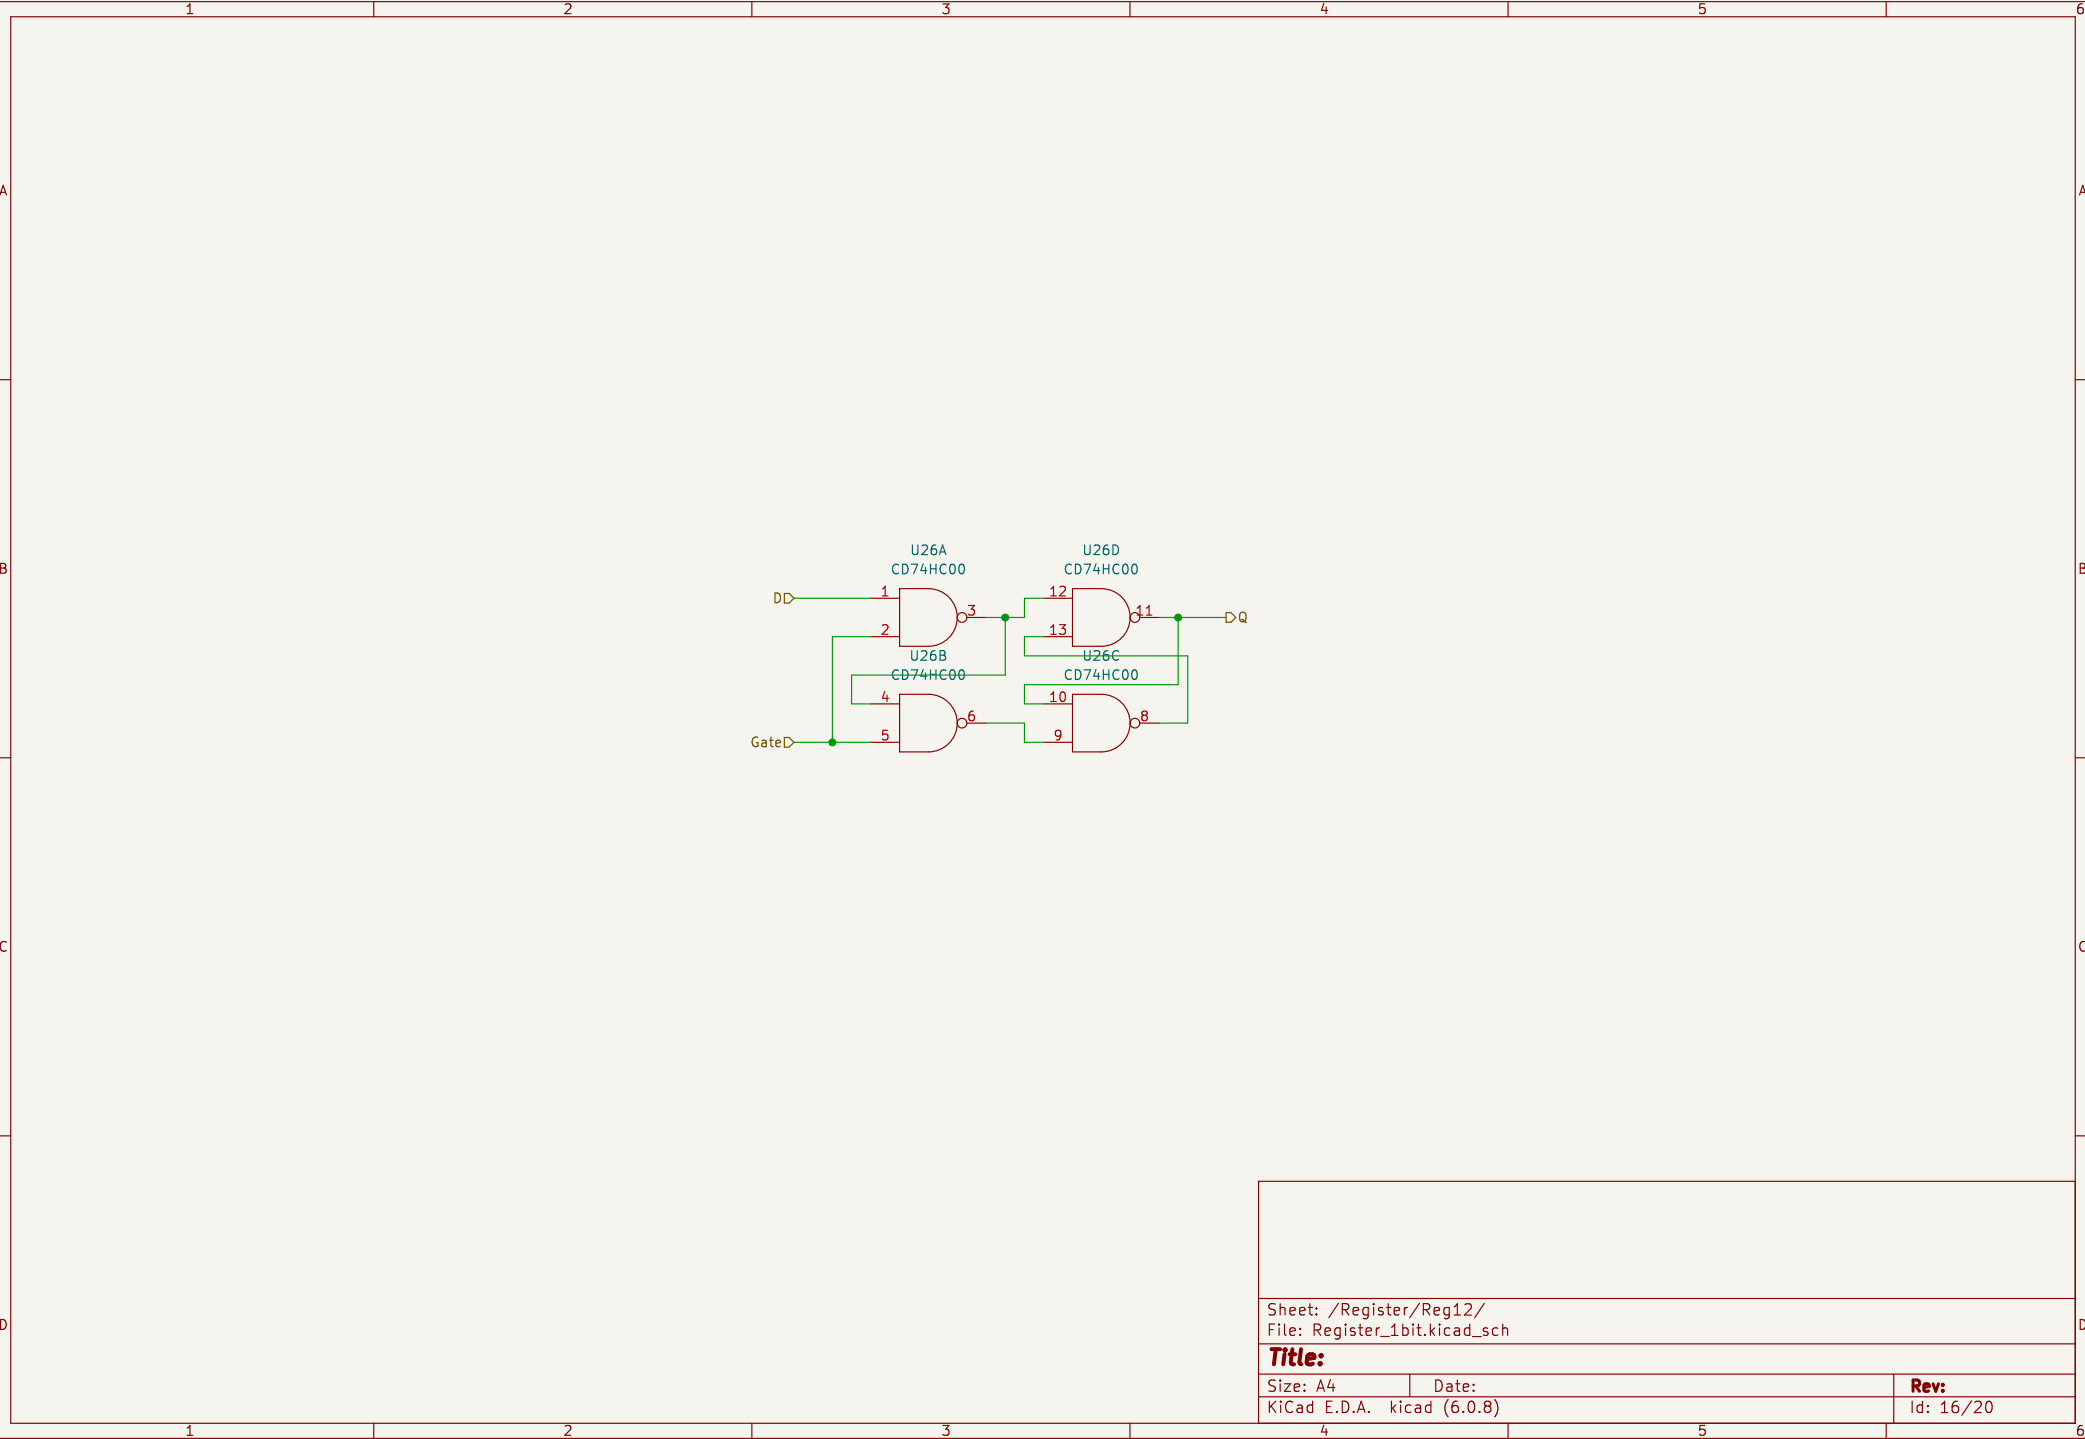 1 2 3 4 5 6
A A
U26A U26D
CD74HC00 CD74HC00
B B
D 1 3 12 11 Q
2 13
U26B U26C
CD74HC00 CD74HC00
4 6 10 8
Gate 5 9
C C
Sheet: /Register/Reg12/
File: Register_1bit.kicad_sch
D D
Title:
Size: A4 Date: Rev:
KiCad E.D.A. kicad (6.0.8) Id: 16/20
1 2 3 4 5 6